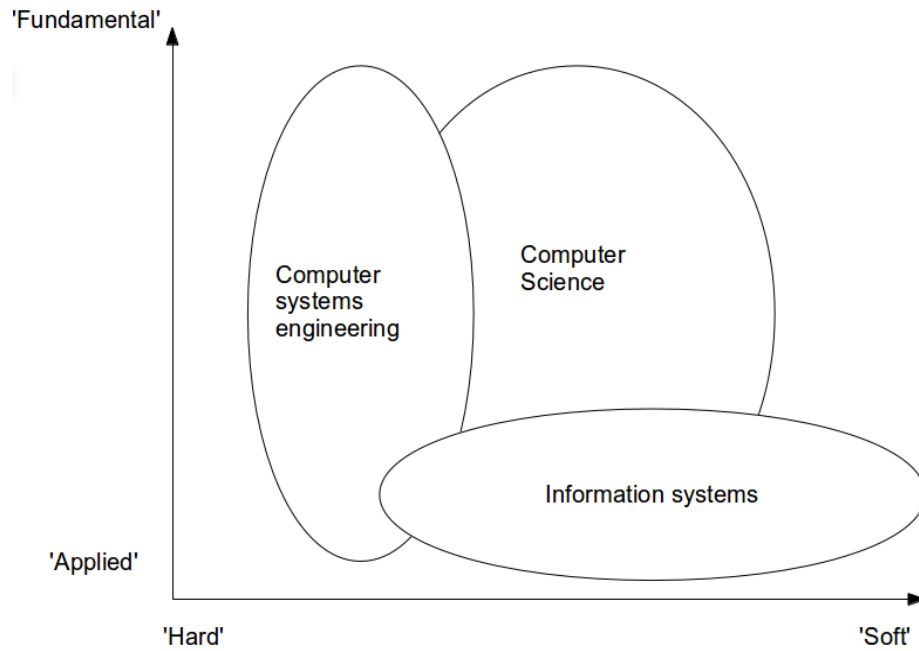 'Fundamental'
Computer
Science
Computer
systems
engineering
Information systems
'Applied'
'Hard'
'Soft'